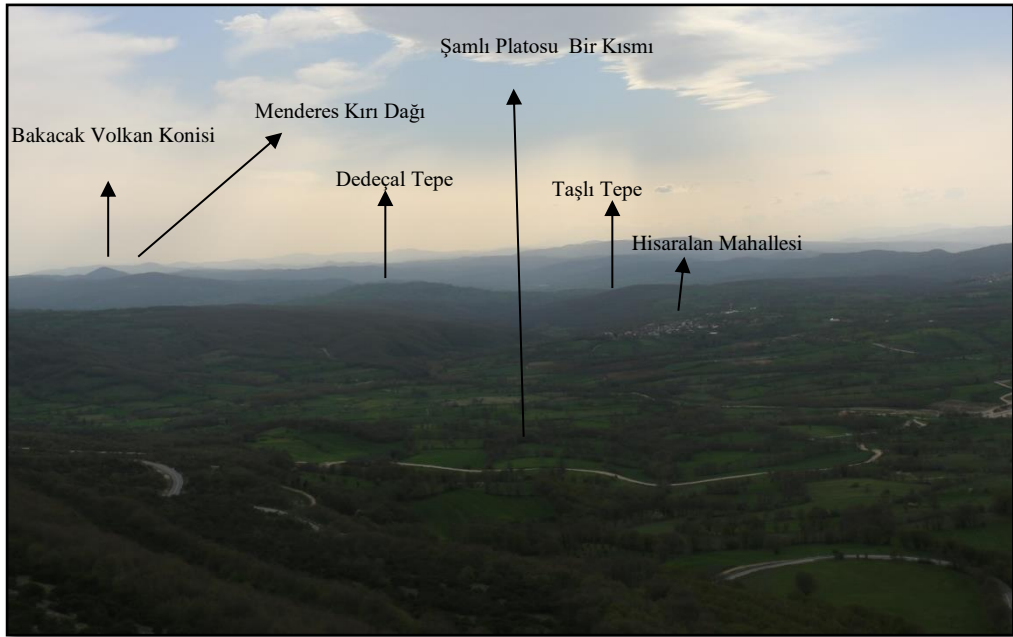 Şamlı Platosu Bir Kısmı
Menderes Kırı Dağı
Bakacak Volkan Konisi
Dedeçal Tepe
Taşlı Tepe
Hisaralan Mahallesi